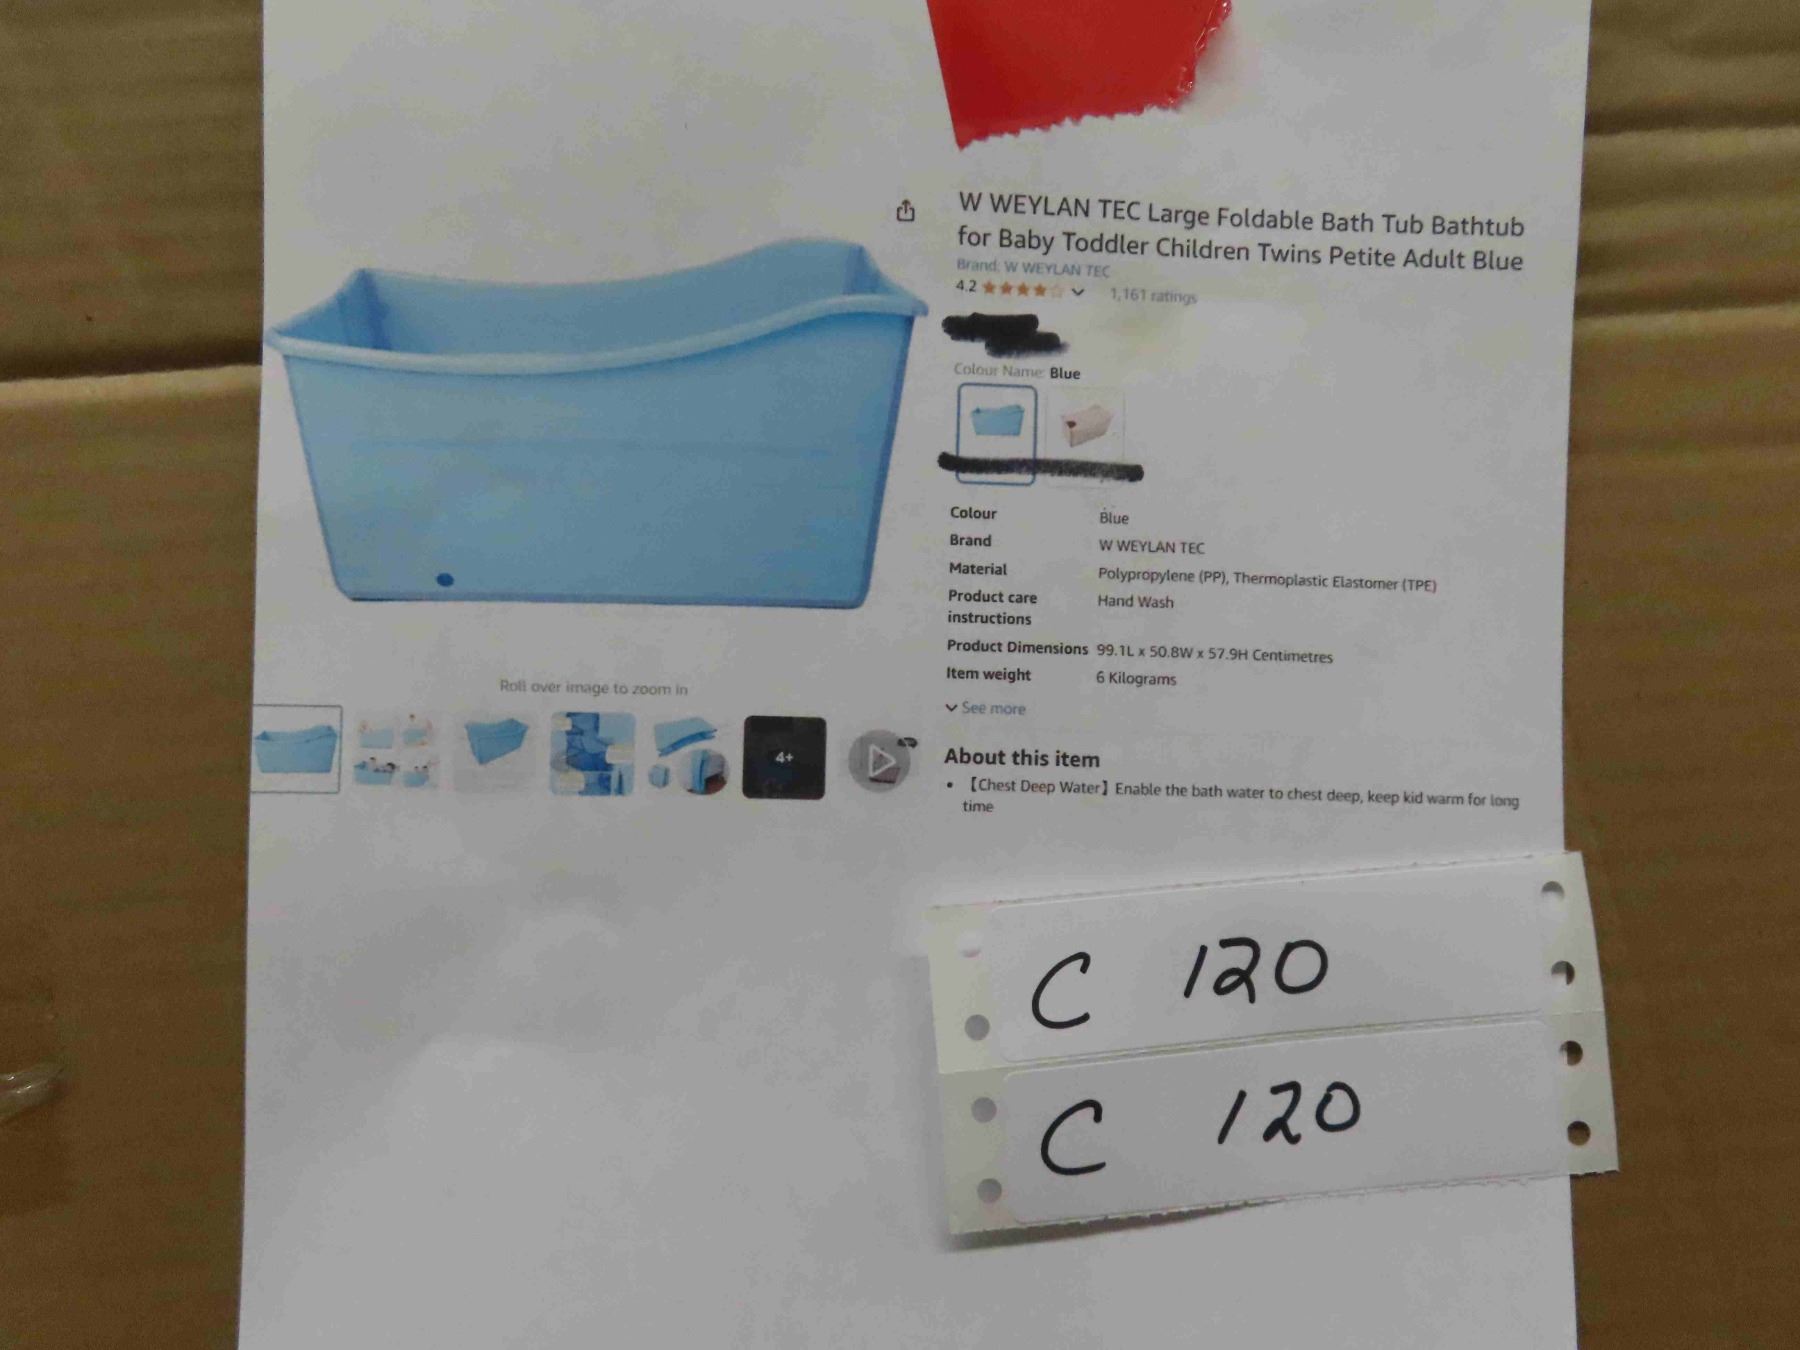 W WEYLAN TEC Large Foldable Bath Tub Bathtub
for Baby Toddler Children Twins Petite Adult Blue
Brand: W WEYLAN TEC
4.2 1,161 ratings
Colour Name: Blue
Colour Blue
Brand W WEYLAN TEC
Material Polypropylene (PP), Thermoplastic Elastomer (TPE)
Product care Hand Wash
instructions
Product Dimensions 99.1L x 50.8W x 57.9H Centimetres
Item weight 6 Kilograms
See more
Roll over image to zoom in
4+
About this item
• 【Chest Deep Water】Enable the bath water to chest deep, keep kid warm for long
time
C 120
C 120